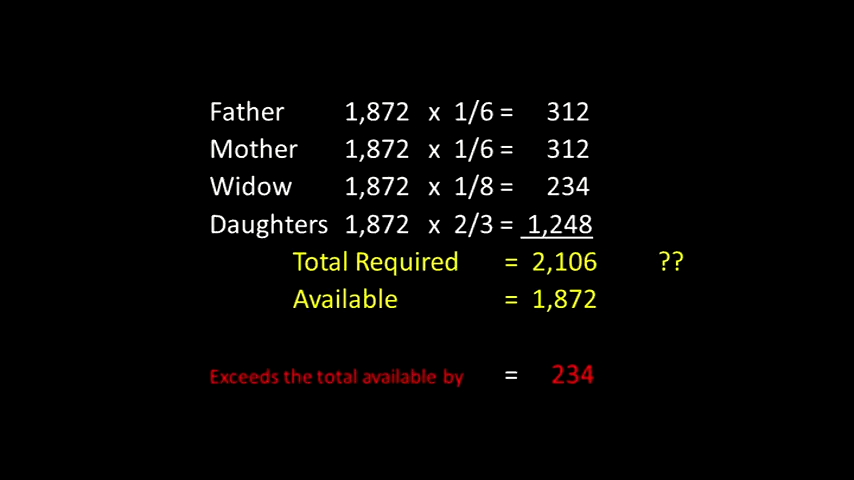 Father 1,872 x 1/6 = 312
Mother 1,872 x 1/6 = 312
Widow 1,872 x 1/8 = 234
Daughters 1,872 x 2/3 = 1,248
Total Required = 2,106 ??
Available = 1,872
Exceeds the total available by = 234